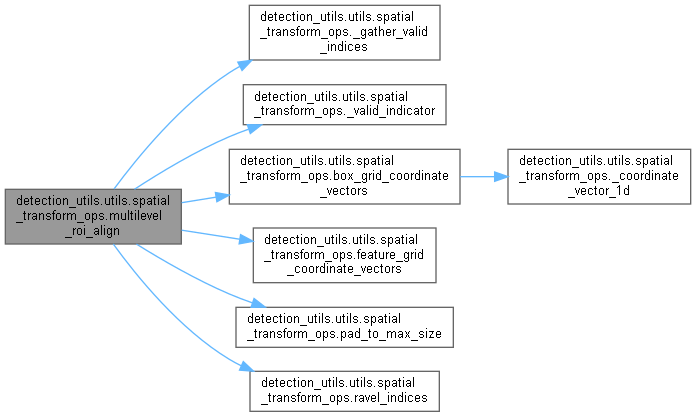 detection_utils.utils.spatial
_transform_ops.multilevel
_roi_align
detection_utils.utils.spatial
_transform_ops._gather_valid
_indices
detection_utils.utils.spatial
_transform_ops._valid_indicator
detection_utils.utils.spatial
_transform_ops.box_grid_coordinate
_vectors
detection_utils.utils.spatial
_transform_ops._coordinate
_vector_1d
detection_utils.utils.spatial
_transform_ops.feature_grid
_coordinate_vectors
detection_utils.utils.spatial
_transform_ops.pad_to_max_size
detection_utils.utils.spatial
_transform_ops.ravel_indices